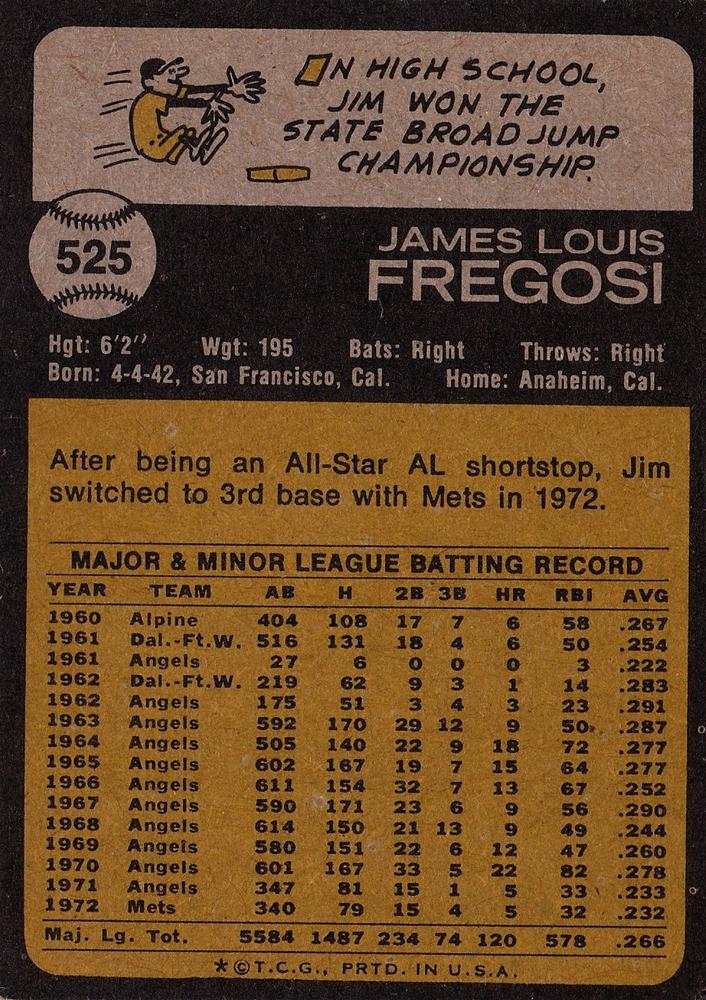 IN HIGH SCHOOL,
JIM WON THE
STATE BROAD JUMP
CHAMPIONSHIP.
525
JAMES LOUIS
FREGOSI
Hgt: 6'2" Wgt: 195 Bats: Right Throws: Right
Born: 4-4-42, San Francisco, Cal. Home: Anaheim, Cal.
After being an All-Star AL shortstop, Jim
switched to 3rd base with Mets in 1972.
MAJOR & MINOR LEAGUE BATTING RECORD
YEAR TEAM AB H 2B 3B HR RBI AVG
1960 Alpine 404 108 17 7 6 58 .267
1961 Dal.-Ft.W. 516 131 18 4 6 50 .254
1961 Angels 27 6 0 0 0 3 .222
1962 Dal.-Ft.W. 219 62 9 3 1 14 .283
1962 Angels 175 51 3 4 3 23 .291
1963 Angels 592 170 29 12 9 50 .287
1964 Angels 505 140 22 9 18 72 .277
1965 Angels 602 167 19 7 15 64 .277
1966 Angels 611 154 32 7 13 67 .252
1967 Angels 590 171 23 6 9 56 .290
1968 Angels 614 150 21 13 9 49 .244
1969 Angels 580 151 22 6 12 47 .260
1970 Angels 601 167 33 5 22 82 .278
1971 Angels 347 81 15 1 5 33 .233
1972 Mets 340 79 15 4 5 32 .232
Maj. Lg. Tot. 5584 1487 234 74 120 578 .266
*©T.C.G., PRTD. IN U.S.A.